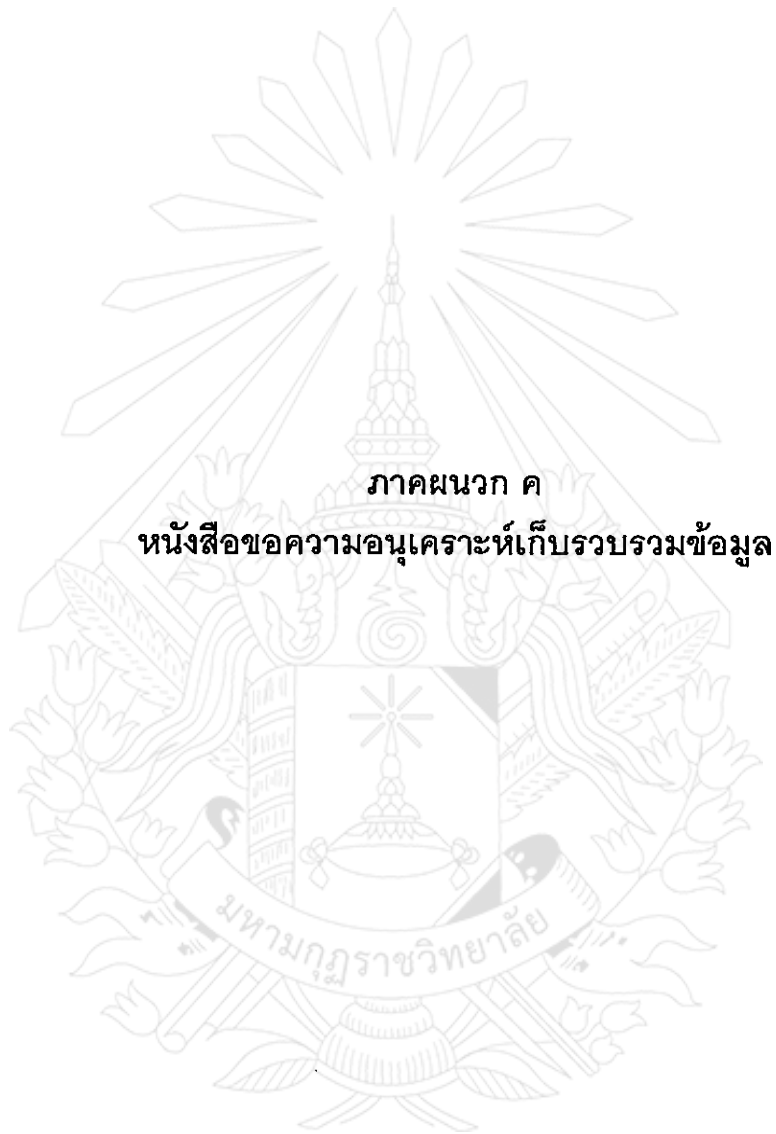 ภาคผนวก ค
หนังสือขอความอนุเคราะห์เก็บรวบรวมข้อมูล
มหามกุฏราชวิทยาลัย